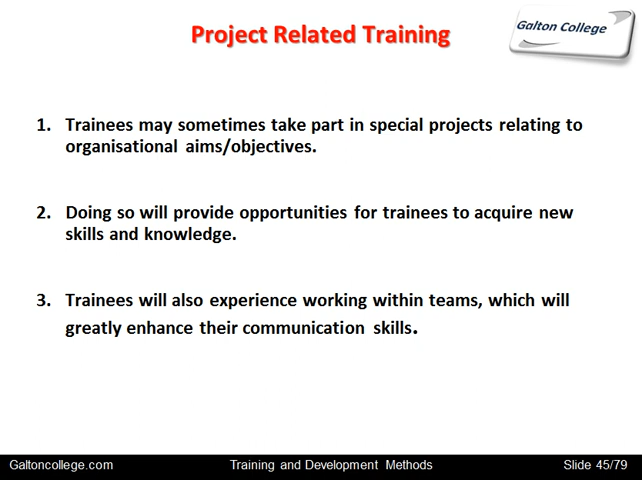 Project Related Training
Galton College
1. Trainees may sometimes take part in special projects relating to
organisational aims/objectives.
2. Doing so will provide opportunities for trainees to acquire new
skills and knowledge.
3. Trainees will also experience working within teams, which will
greatly enhance their communication skills.
Galtoncollege.com Training and Development Methods Slide 45/79